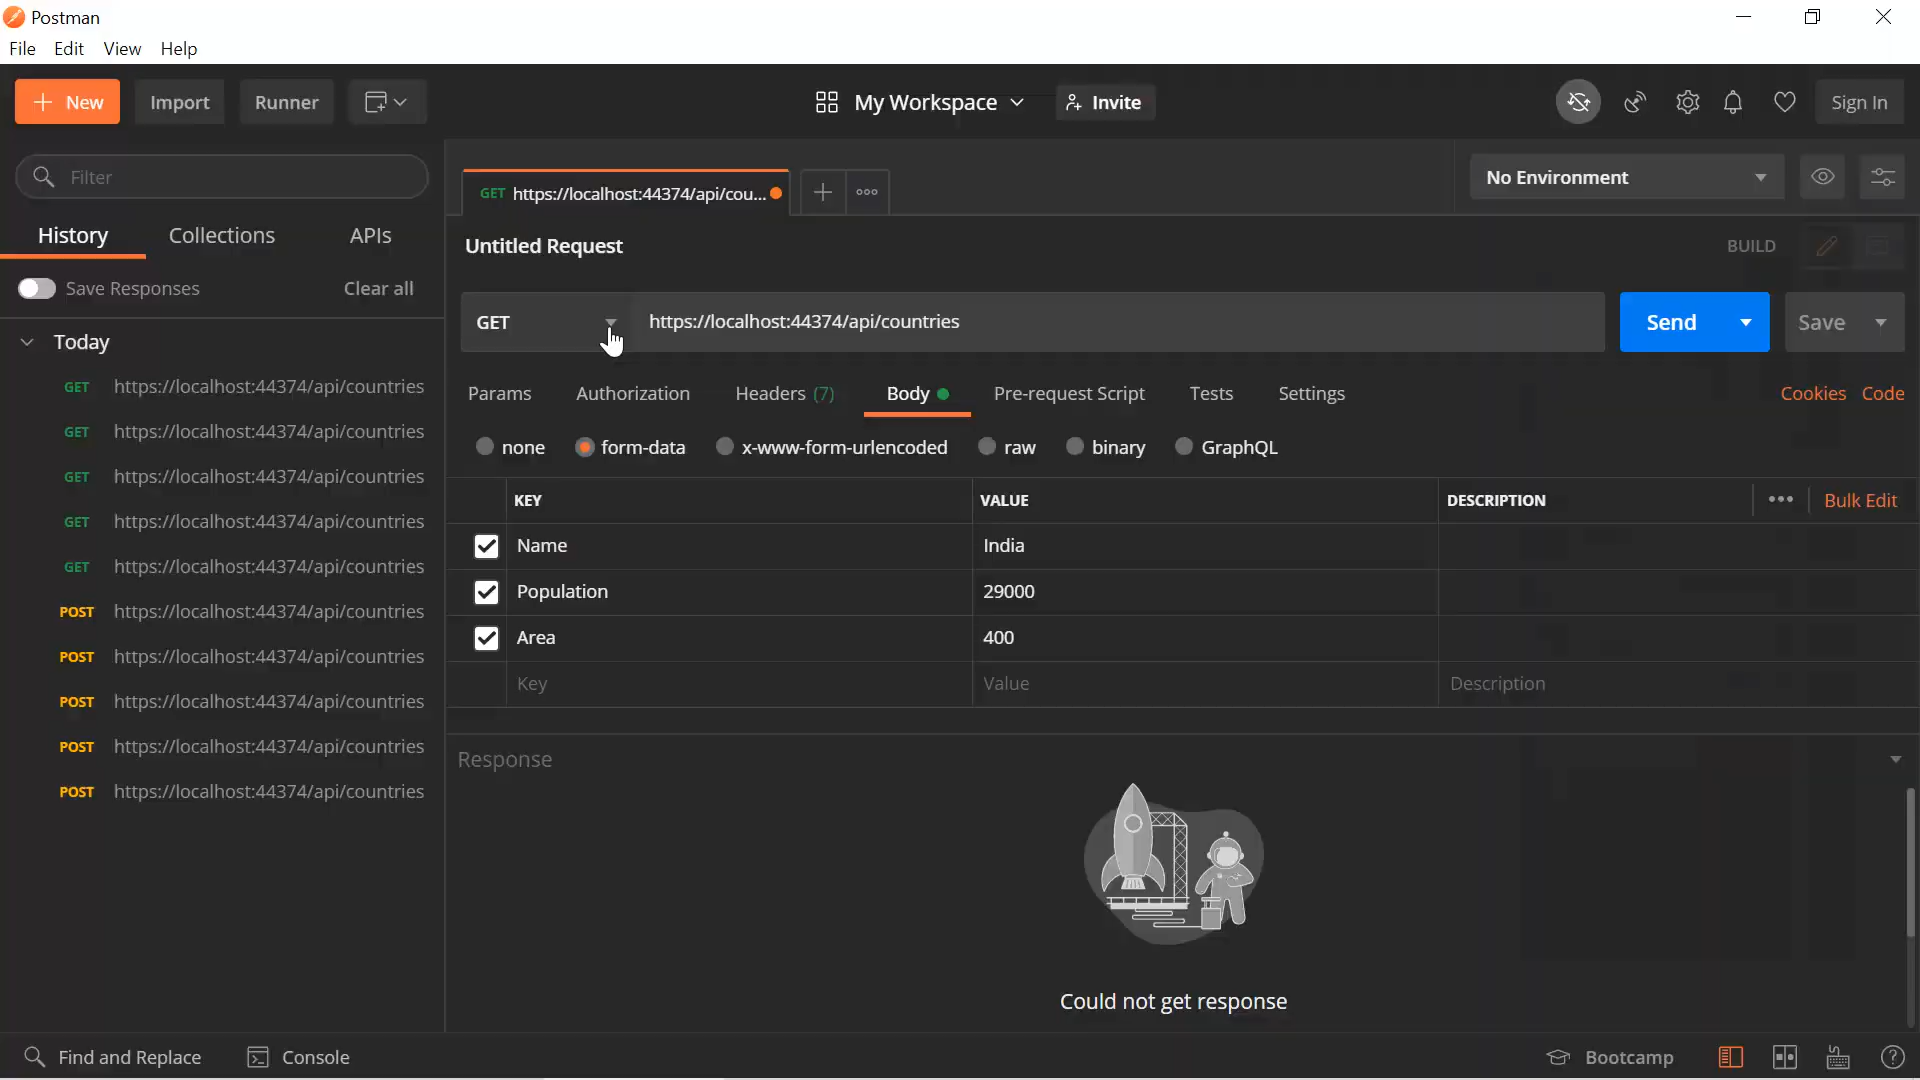 Postman
File Edit View Help
New Import Runner My Workspace Invite Sign In
Filter
GET https://localhost:44374/api/cou...
No Environment
History Collections APIs
Untitled Request
BUILD
Save Responses Clear all
GET https://localhost:44374/api/countries Send Save
Today
Params Authorization Headers (7) Body Pre-request Script Tests Settings Cookies Code
none form-data x-www-form-urlencoded raw binary GraphQL
KEY VALUE DESCRIPTION Bulk Edit
Name India
Population 29000
Area 400
Key Value Description
GET https://localhost:44374/api/countries
GET https://localhost:44374/api/countries
GET https://localhost:44374/api/countries
GET https://localhost:44374/api/countries
GET https://localhost:44374/api/countries
POST https://localhost:44374/api/countries
POST https://localhost:44374/api/countries
POST https://localhost:44374/api/countries
POST https://localhost:44374/api/countries
POST https://localhost:44374/api/countries
Response
Could not get response
Find and Replace Console Bootcamp